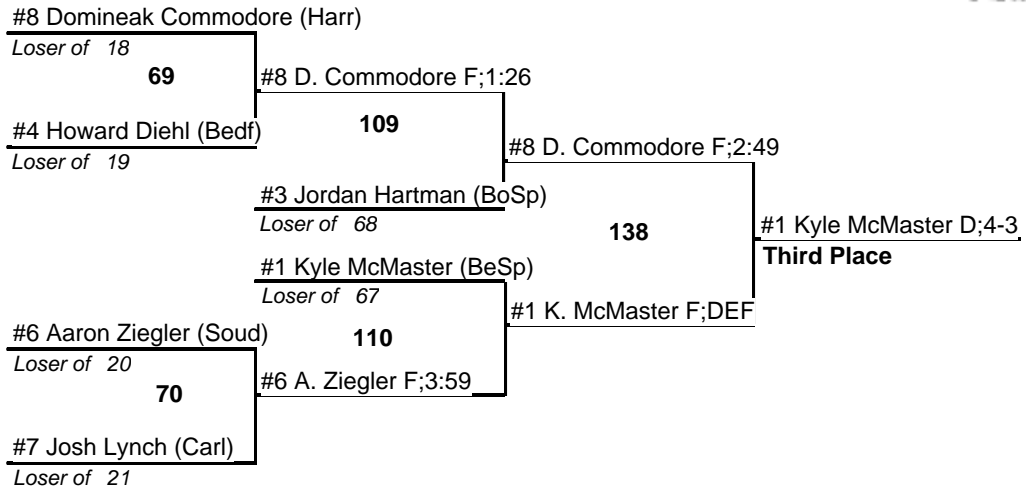 #8 Domineak Commodore (Harr)
Loser of 18
69
#8 D. Commodore F;1:26
#4 Howard Diehl (Bedf)
Loser of 19
109
#8 D. Commodore F;2:49
#3 Jordan Hartman (BoSp)
Loser of 68
138
#1 Kyle McMaster D;4-3
Third Place
#1 Kyle McMaster (BeSp)
Loser of 67
#1 K. McMaster F;DEF
#6 Aaron Ziegler (Soud)
Loser of 20
110
70
#6 A. Ziegler F;3:59
#7 Josh Lynch (Carl)
Loser of 21